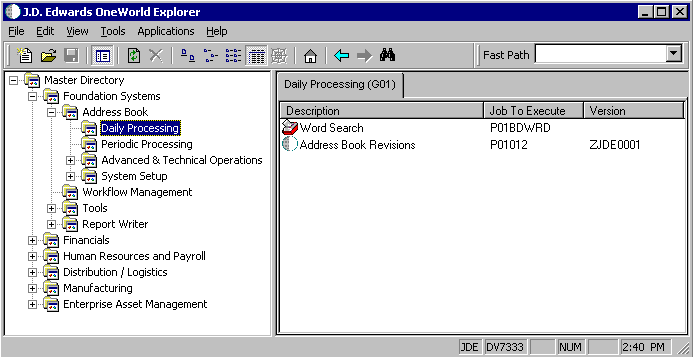 J.D. Edwards OneWorld Explorer
File Edit View Tools Applications Help
Fast Path
Master Directory
Foundation Systems
Address Book
Daily Processing
Periodic Processing
Advanced & Technical Operations
System Setup
Workflow Management
Tools
Report Writer
Financials
Human Resources and Payroll
Distribution / Logistics
Manufacturing
Enterprise Asset Management
Daily Processing (G01)
Description Job To Execute Version
Word Search P01BDWRD
Address Book Revisions P01012 ZJDE0001
JDE DV7333 NUM 2:40 PM